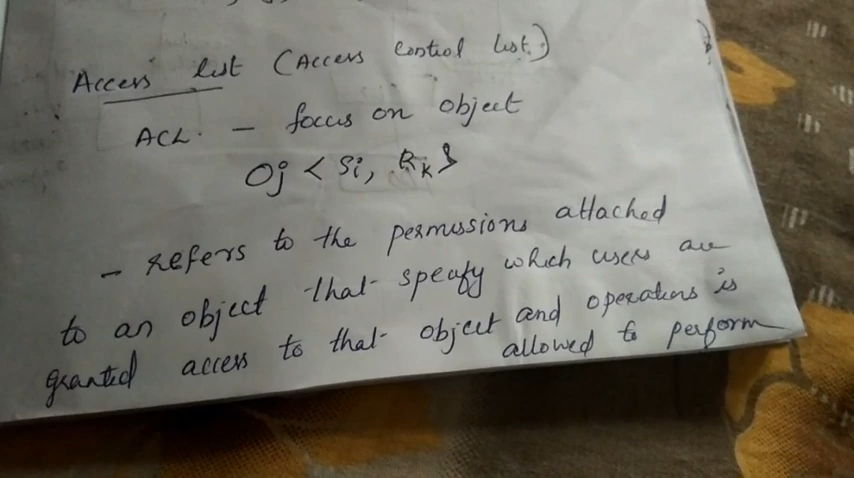 Access list (Access control list)
ACL. - focus on object
Oj < Si, Rk >
- refers to the permissions attached
to an object that specify which users are
granted access to that object and operations is
allowed to perform